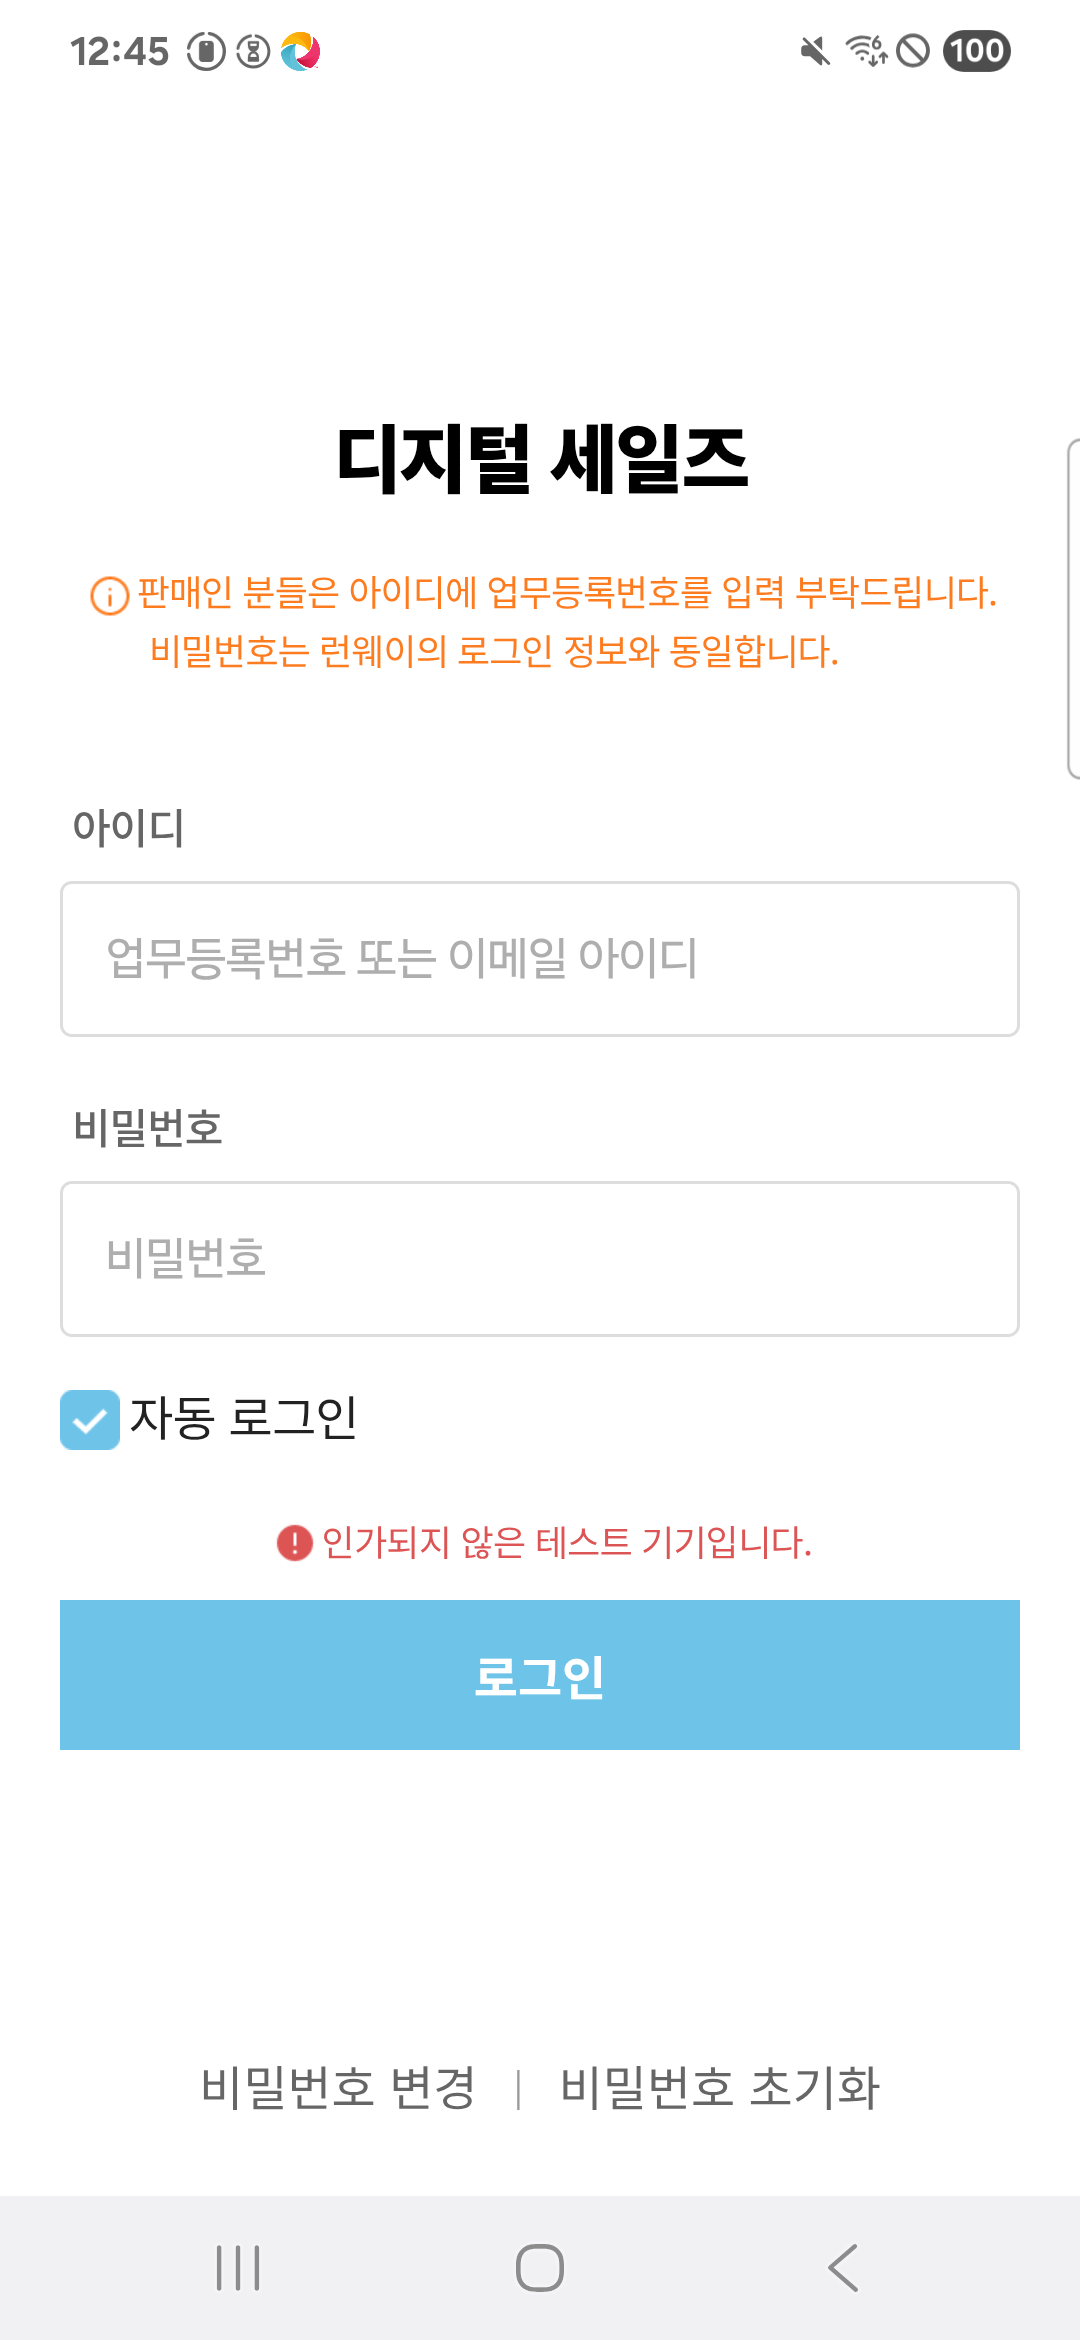 12:45
100
디지털 세일즈
판매인 분들은 아이디에 업무등록번호를 입력 부탁드립니다.
비밀번호는 런웨이의 로그인 정보와 동일합니다.
아이디
업무등록번호 또는 이메일 아이디
비밀번호
비밀번호
자동 로그인
인가되지 않은 테스트 기기입니다.
로그인
비밀번호 변경 | 비밀번호 초기화